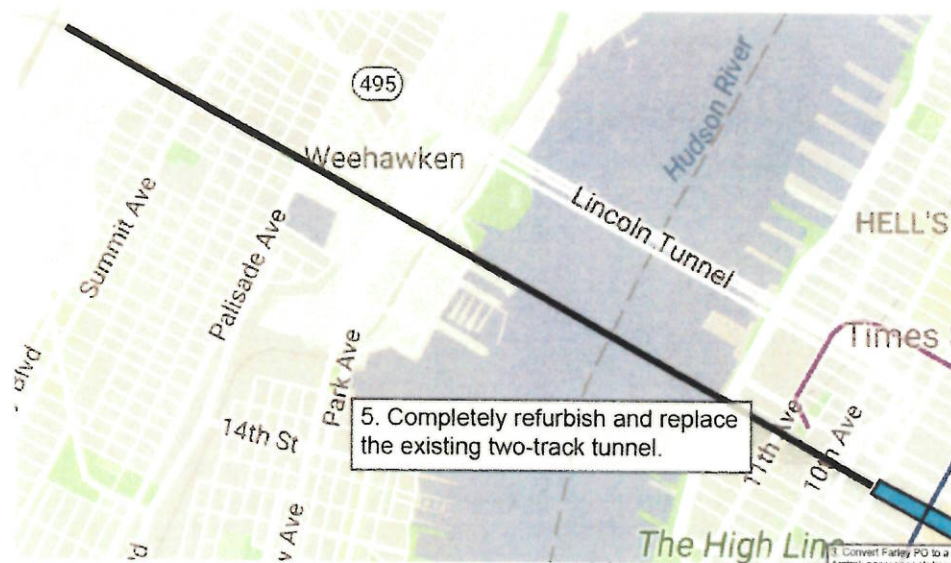 495
Weehawken
Hudson River
Lincoln Tunnel
HELL'S
Summit Ave
Palisade Ave
Times
Blvd
Park Ave
14th St
5. Completely refurbish and replace
the existing two-track tunnel.
11th Ave
10th Ave
Ave
The High Line
3. Convert Farley PO to a